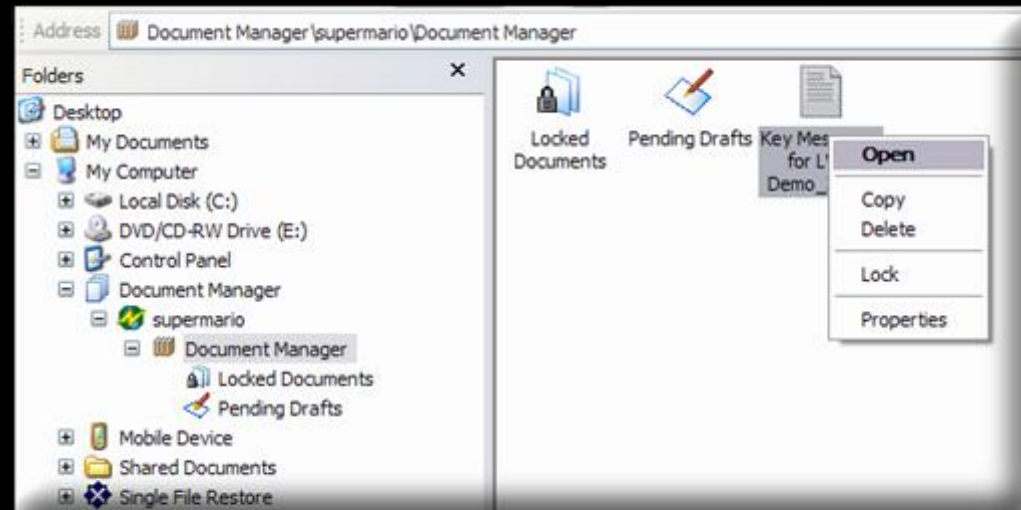 Address Document Manager\supermario\Document Manager
Folders
Desktop
My Documents
My Computer
Local Disk (C:)
DVD/CD-RW Drive (E:)
Control Panel
Document Manager
supermario
Document Manager
Locked Documents
Pending Drafts
Mobile Device
Shared Documents
Single File Restore
Locked
Documents
Pending Drafts
Key
for
Demo_
Open
Copy
Delete
Lock
Properties